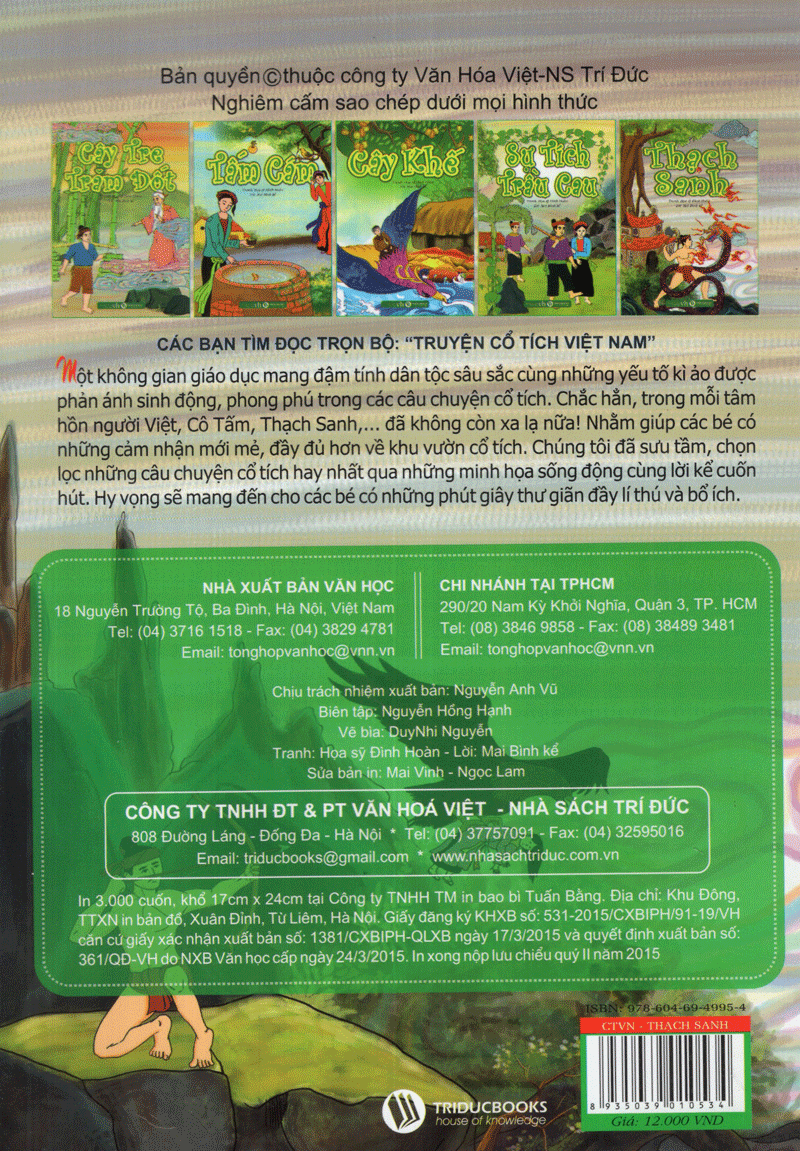 Bản quyển©thuộc công ty Văn Hóa Việt-NS Trí Đức
Nghiêm cấm sao chép dưới mọi hình thức
Cây Tre
Trăm Đốt
Tấm Cám
Cây Khế
Sự Tích
Trầu Cau
Thạch
Sanh
CÁC BẠN TÌM ĐỌC TRỌN BỘ: “TRUYỆN CỔ TÍCH VIỆT NAM”
Một không gian giáo dục mang đậm tính dân tộc sâu sắc cùng những yếu tố kì ảo được
phản ánh sinh động, phong phú trong các câu chuyện cổ tích. Chắc hẳn, trong mỗi tâm
hồn người Việt, Cô Tấm, Thạch Sanh,... đã không còn xa lạ nữa! Nhằm giúp các bé có
những cảm nhận mới mẻ, đầy đủ hơn về khu vườn cổ tích. Chúng tôi đã sưu tầm, chọn
lọc những câu chuyện cổ tích hay nhất qua những minh họa sống động cùng lời kể cuốn
hút. Hy vọng sẽ mang đến cho các bé có những phút giây thư giãn đầy lí thú và bổ ích.
NHÀ XUẤT BẢN VĂN HỌC
18 Nguyễn Trường Tộ, Ba Đình, Hà Nội, Việt Nam
Tel: (04) 3716 1518 - Fax: (04) 3829 4781
Email: tonghopvanhoc@vnn.vn
CHI NHÁNH TẠI TPHCM
290/20 Nam Kỳ Khởi Nghĩa, Quận 3, TP. HCM
Tel: (08) 3846 9858 - Fax: (08) 38489 3481
Email: tonghopvanhoc@vnn.vn
Chịu trách nhiệm xuất bản: Nguyễn Anh Vũ
Biên tập: Nguyễn Hồng Hạnh
Vẽ bìa: DuyNhi Nguyễn
Tranh: Họa sỹ Đình Hoàn - Lời: Mai Bình kể
Sửa bản in: Mai Vinh - Ngọc Lam
CÔNG TY TNHH ĐT & PT VĂN HOÁ VIỆT - NHÀ SÁCH TRÍ ĐỨC
808 Đường Láng - Đống Đa - Hà Nội * Tel: (04) 37757091 - Fax: (04) 32595016
Email: triducbooks@gmail.com * www.nhasachtriduc.com.vn
In 3.000 cuốn, khổ 17cm x 24cm tại Công ty TNHH TM in bao bì Tuấn Bằng. Địa chỉ: Khu Đông,
TTXN in bản đồ, Xuân Đỉnh, Từ Liêm, Hà Nội. Giấy đăng ký KHXB số: 531-2015/CXBIPH/91-19/VH
căn cứ giấy xác nhận xuất bản số: 1381/CXBIPH-QLXB ngày 17/3/2015 và quyết định xuất bản số:
361/QĐ-VH do NXB Văn học cấp ngày 24/3/2015. In xong nộp lưu chiểu quý II năm 2015
ISBN: 978-604-69-4995-4
CTVN - THẠCH SANH
8 935039 010534
Giá: 12.000 VND
TRIDUCBOOKS
house of knowledge